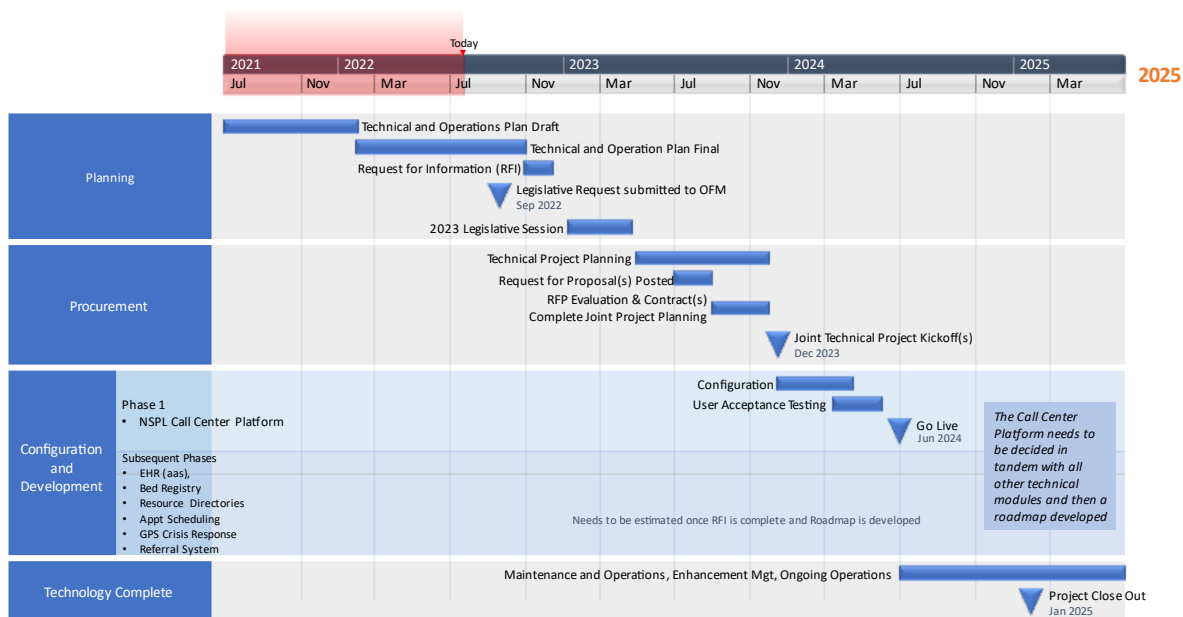 Today
2021 2022 2023 2024 2025
Jul Nov Mar Jul Nov Mar Jul Nov Mar Jul Nov Mar
2025
Planning
Technical and Operations Plan Draft
Technical and Operation Plan Final
Request for Information (RFI)
Legislative Request submitted to OFM
Sep 2022
2023 Legislative Session
Procurement
Technical Project Planning
Request for Proposal(s) Posted
RFP Evaluation & Contract(s)
Complete Joint Project Planning
Joint Technical Project Kickoff(s)
Dec 2023
Configuration
and
Development
Phase 1
• NSPL Call Center Platform
Configuration
User Acceptance Testing
Go Live
Jun 2024
Subsequent Phases
• EHR (aas),
• Bed Registry
• Resource Directories
• Appt Scheduling
• GPS Crisis Response
• Referral System
Needs to be estimated once RFI is complete and Roadmap is developed
The Call Center
Platform needs to
be decided in
tandem with all
other technical
modules and then a
roadmap developed
Technology Complete
Maintenance and Operations, Enhancement Mgt, Ongoing Operations
Project Close Out
Jan 2025